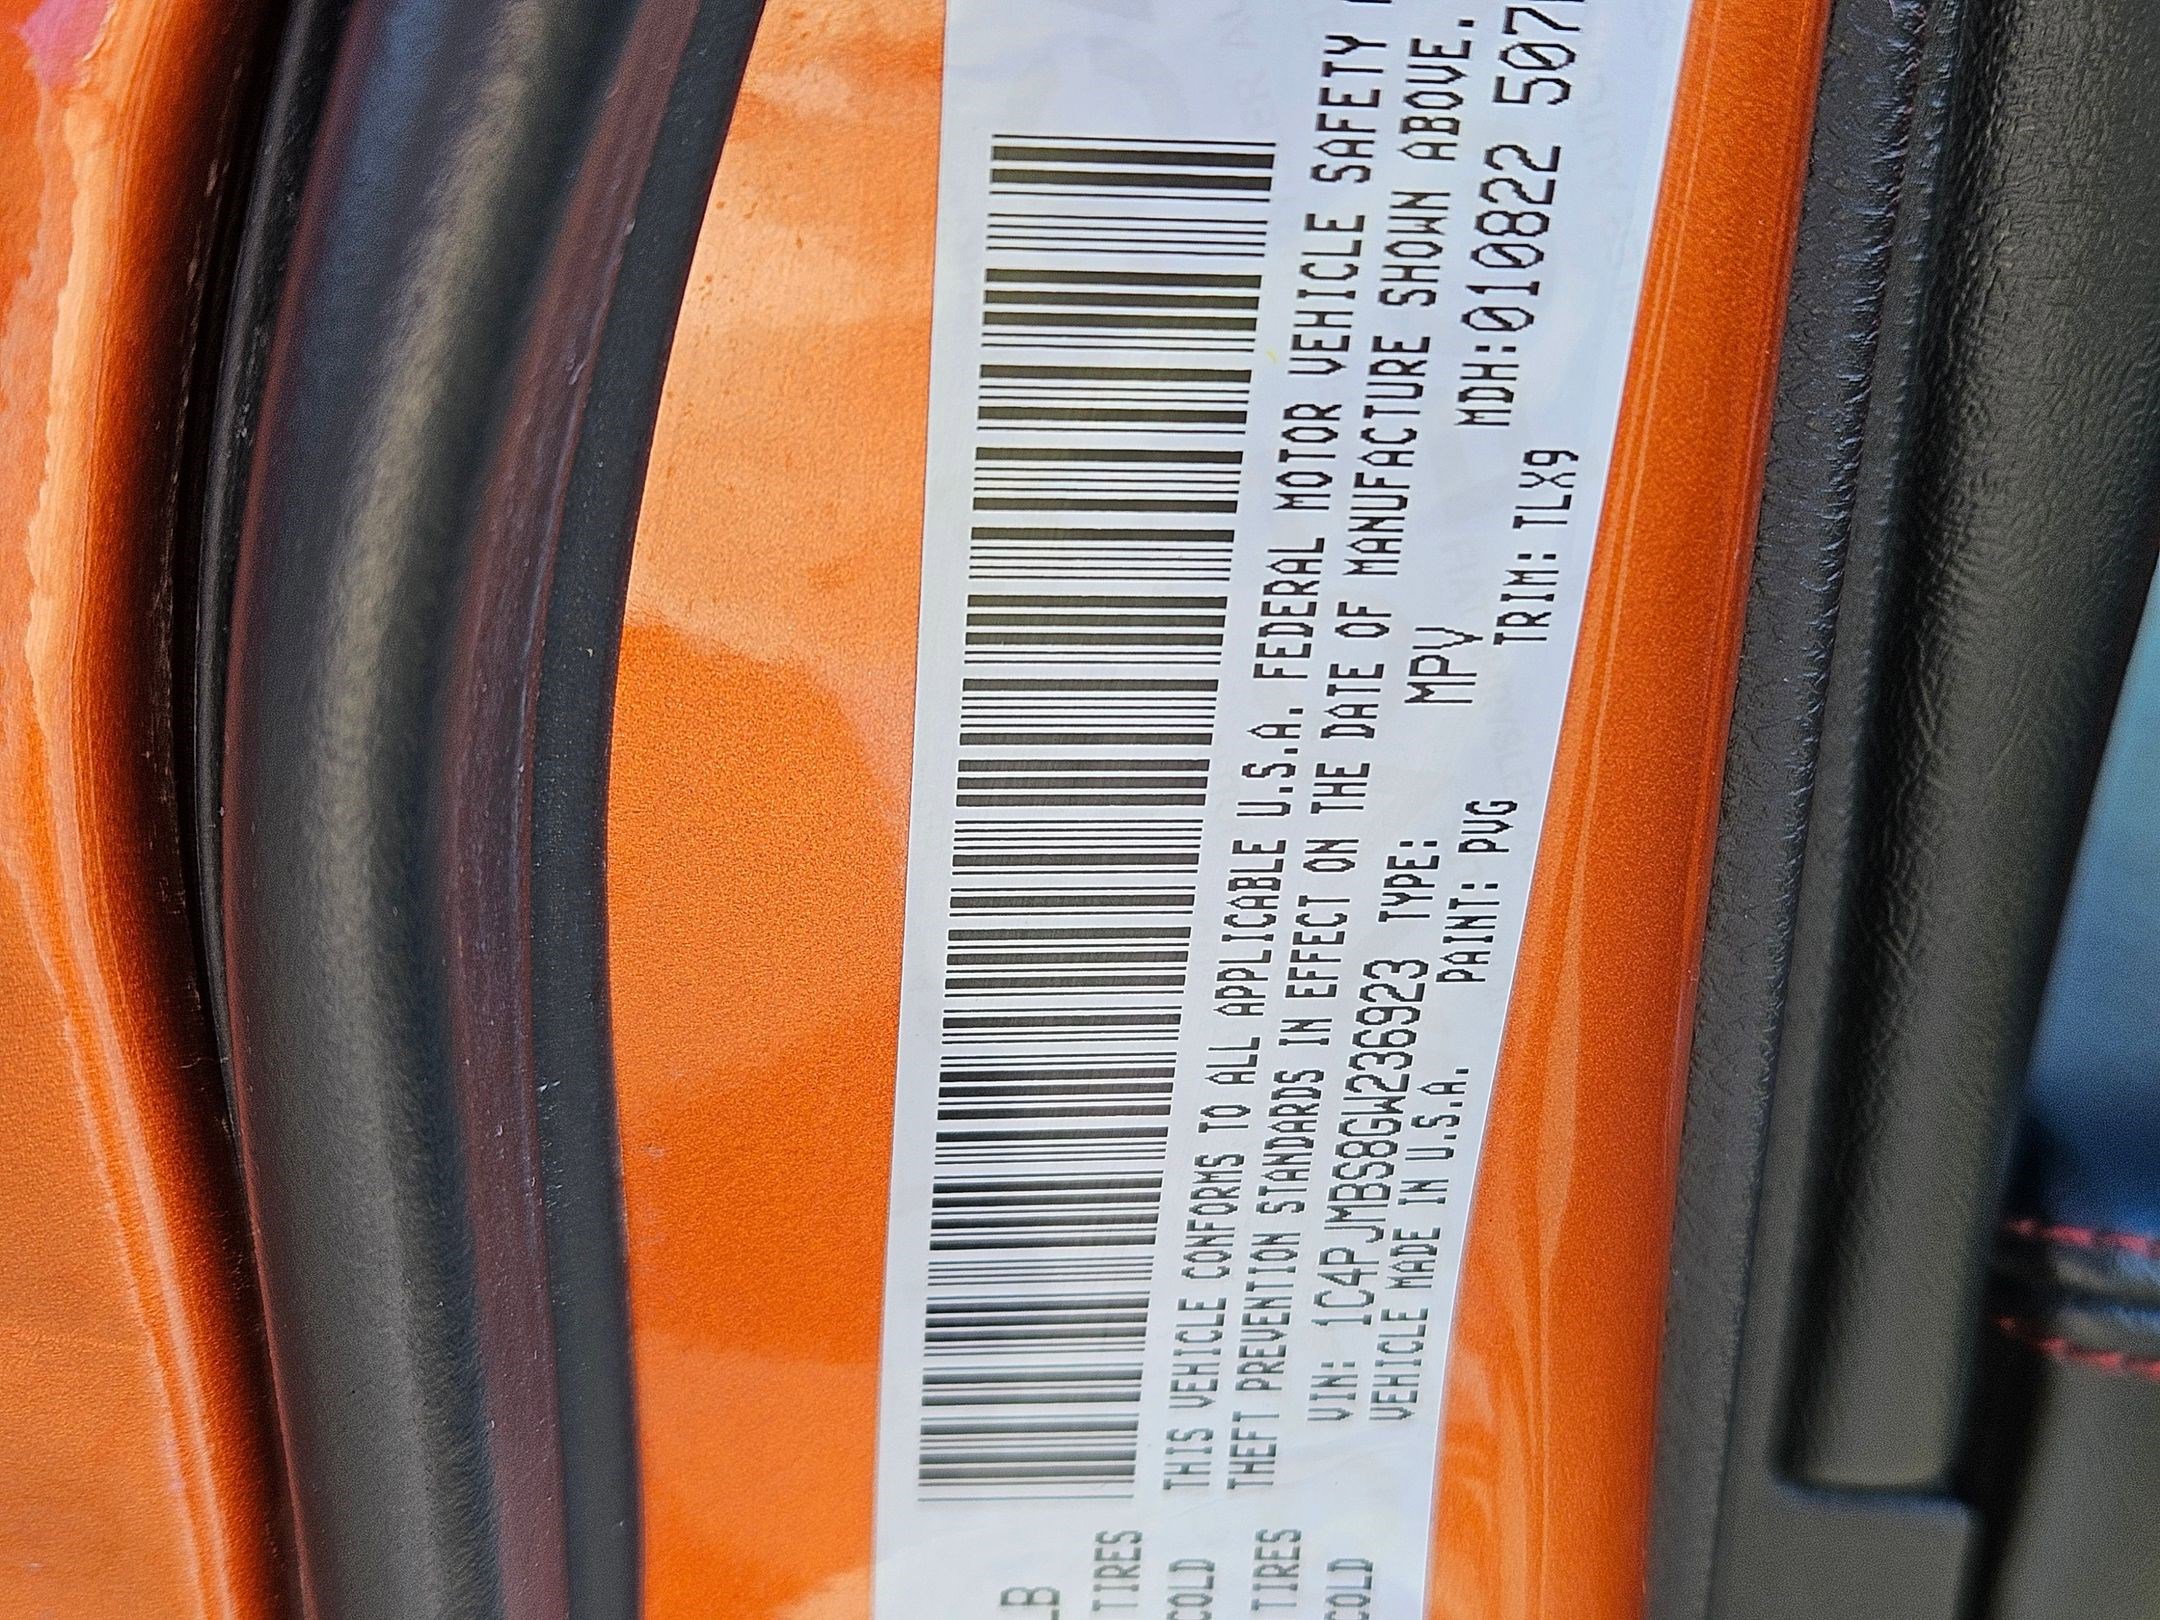 LB
TIRES
COLD
TIRES
COLD
THIS VEHICLE CONFORMS TO ALL APPLICABLE U.S.A. FEDERAL MOTOR VEHICLE SAFETY
THEFT PREVENTION STANDARDS IN EFFECT ON THE DATE OF MANUFACTURE SHOWN ABOVE.
VIN: 1C4PJMBS8GW236923 TYPE: MPV MDH:010822 507
VEHICLE MADE IN U.S.A. PAINT: PVG TRIM: TLX9